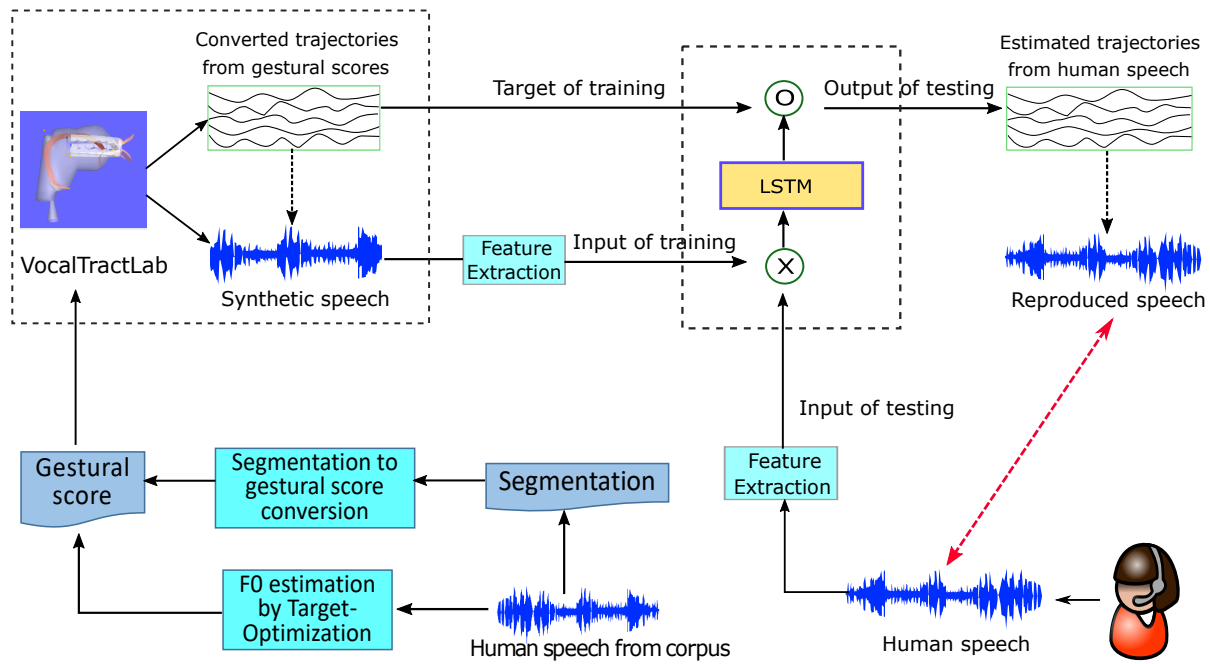 Converted trajectories
from gestural scores
Target of training
O
Output of testing
Estimated trajectories
from human speech
LSTM
VocalTractLab
Synthetic speech
Feature
Extraction
Input of training
X
Reproduced speech
Input of testing
Gestural
score
Segmentation to
gestural score
conversion
Segmentation
Feature
Extraction
F0 estimation
by Target-
Optimization
Human speech from corpus
Human speech